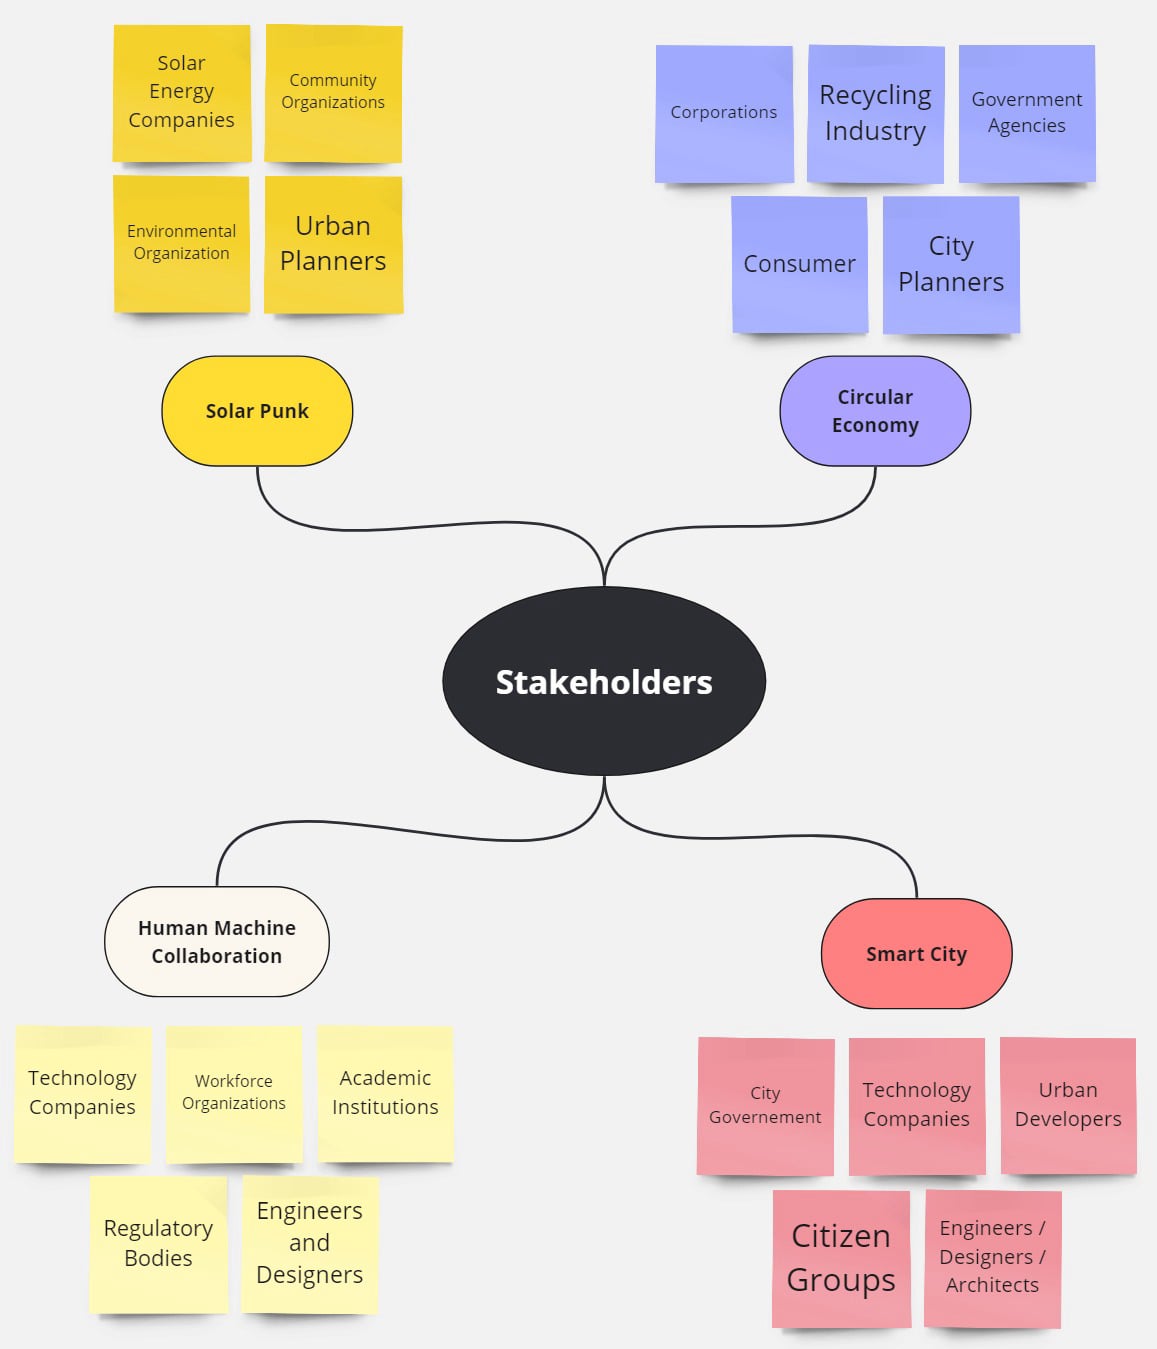 Solar
Energy
Companies
Community
Organizations
Environmental
Organization
Urban
Planners
Solar Punk
Corporations
Recycling
Industry
Government
Agencies
Consumer
City
Planners
Circular
Economy
Stakeholders
Human Machine
Collaboration
Technology
Companies
Workforce
Organizations
Academic
Institutions
Regulatory
Bodies
Engineers
and
Designers
Smart City
City
Governement
Technology
Companies
Urban
Developers
Citizen
Groups
Engineers /
Designers /
Architects